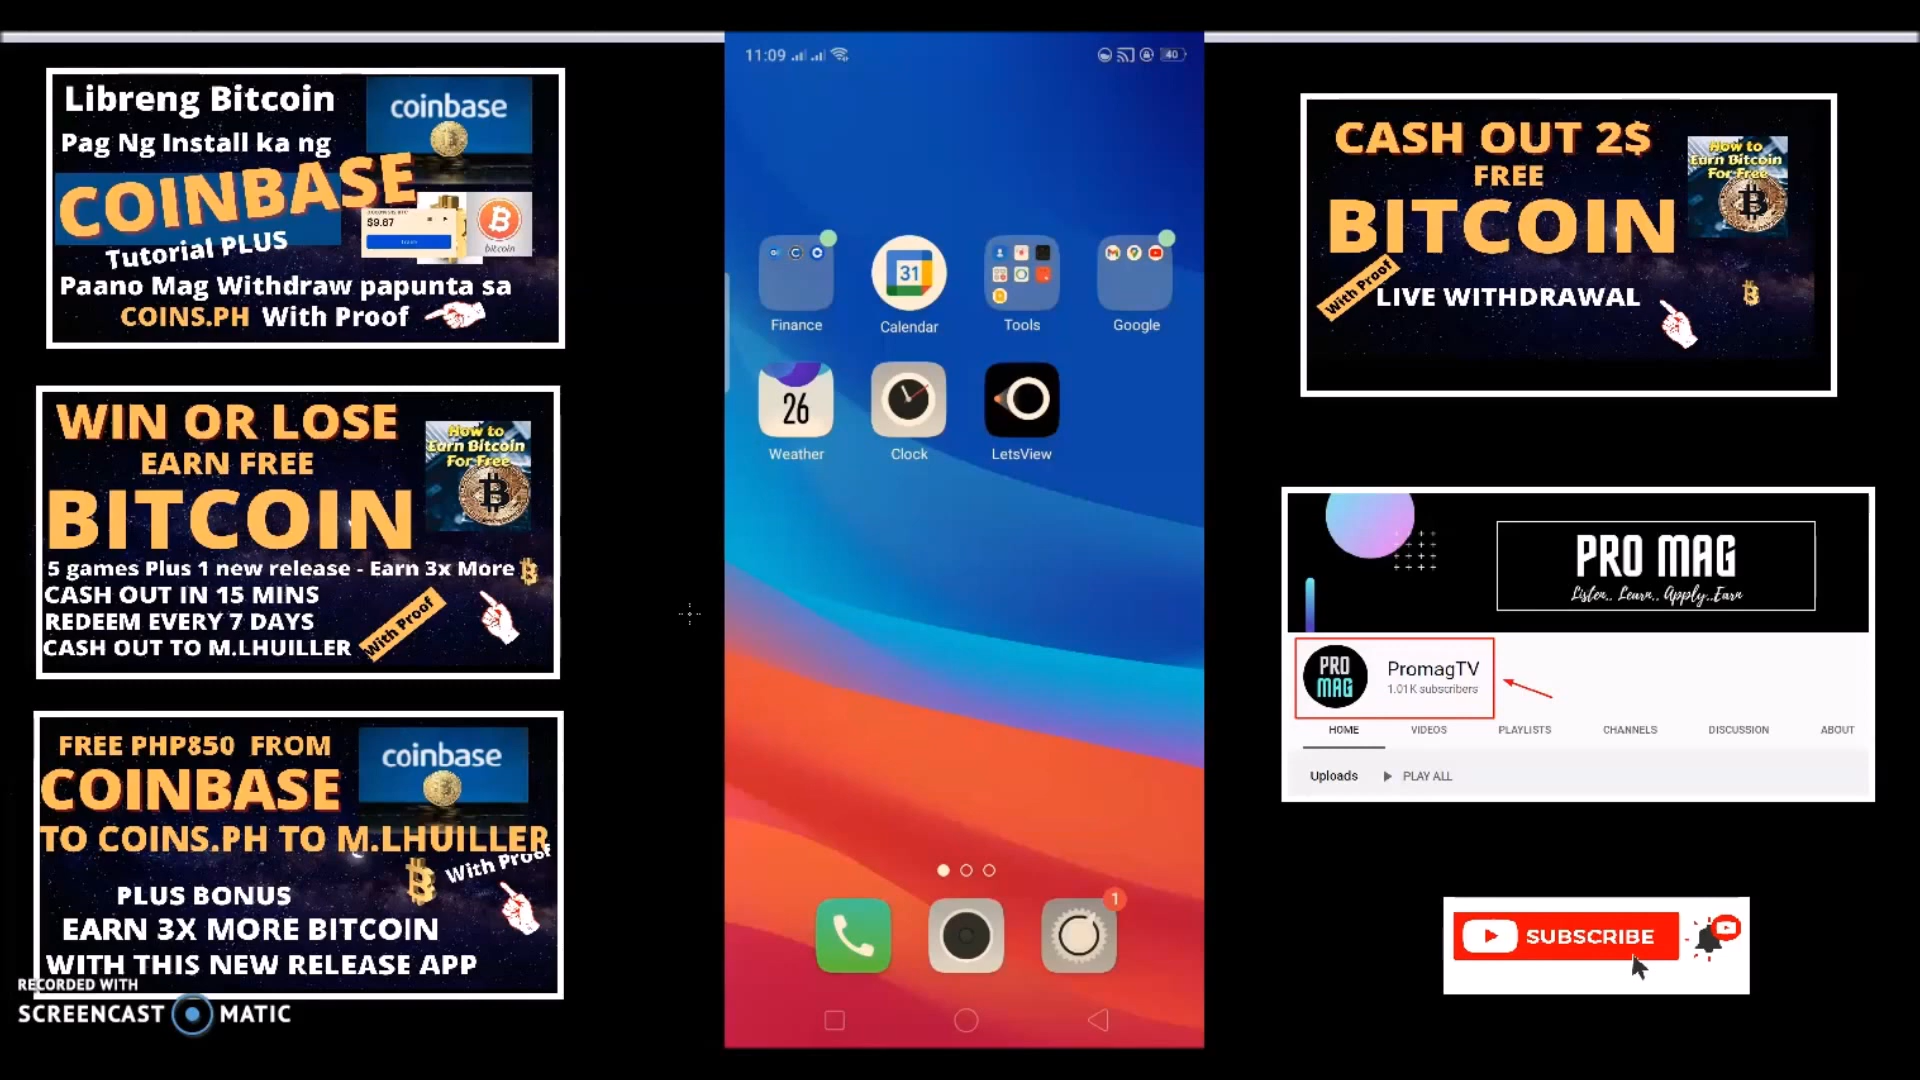 Libreng Bitcoin
coinbase
Pag Ng Install ka ng
COINBASE
$9.87
bitcoin
Tutorial PLUS
Paano Mag Withdraw papunta sa
COINS.PH With Proof
WIN OR LOSE
EARN FREE
BITCOIN
How to
Earn Bitcoin
For Free
5 games Plus 1 new release - Earn 3x More
CASH OUT IN 15 MINS
REDEEM EVERY 7 DAYS
CASH OUT TO M.LHUILLER
With Proof
FREE PHP850 FROM
COINBASE
coinbase
TO COINS.PH TO M.LHUILLER
With Proof
PLUS BONUS
EARN 3X MORE BITCOIN
WITH THIS NEW RELEASE APP
RECORDED WITH
SCREENCAST MATIC
11:09
40
31
Finance
Calendar
Tools
Google
26
Weather
Clock
LetsView
1
CASH OUT 2$
FREE
BITCOIN
How to
Earn Bitcoin
For Free
With Proof
LIVE WITHDRAWAL
PRO MAG
Listen.. Learn.. Apply..Earn
PRO
MAG
PromagTV
1.01K subscribers
HOME
VIDEOS
PLAYLISTS
CHANNELS
DISCUSSION
ABOUT
Uploads
PLAY ALL
SUBSCRIBE